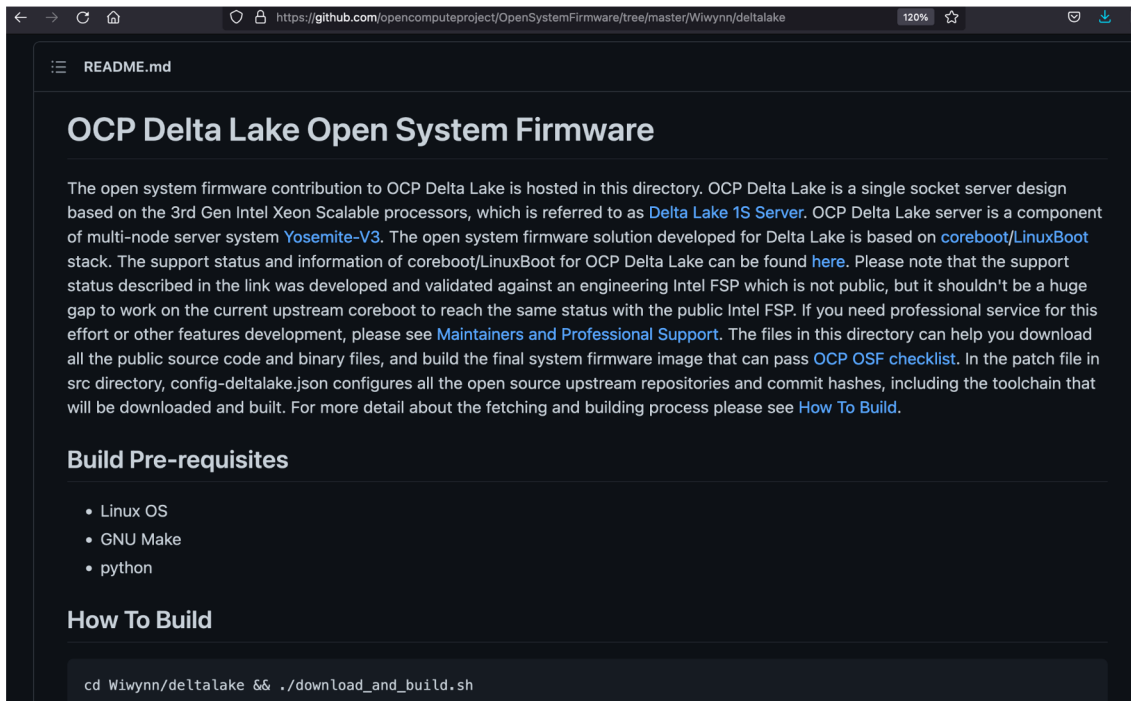 https://github.com/opencomputeproject/OpenSystemFirmware/tree/master/Wiwynn/deltalake 120%
README.md
OCP Delta Lake Open System Firmware
The open system firmware contribution to OCP Delta Lake is hosted in this directory. OCP Delta Lake is a single socket server design
based on the 3rd Gen Intel Xeon Scalable processors, which is referred to as Delta Lake 1S Server. OCP Delta Lake server is a component
of multi-node server system Yosemite-V3. The open system firmware solution developed for Delta Lake is based on coreboot/LinuxBoot
stack. The support status and information of coreboot/LinuxBoot for OCP Delta Lake can be found here. Please note that the support
status described in the link was developed and validated against an engineering Intel FSP which is not public, but it shouldn't be a huge
gap to work on the current upstream coreboot to reach the same status with the public Intel FSP. If you need professional service for this
effort or other features development, please see Maintainers and Professional Support. The files in this directory can help you download
all the public source code and binary files, and build the final system firmware image that can pass OCP OSF checklist. In the patch file in
src directory, config-deltalake.json configures all the open source upstream repositories and commit hashes, including the toolchain that
will be downloaded and built. For more detail about the fetching and building process please see How To Build.
Build Pre-requisites
• Linux OS
• GNU Make
• python
How To Build
cd Wiwynn/deltalake && ./download_and_build.sh